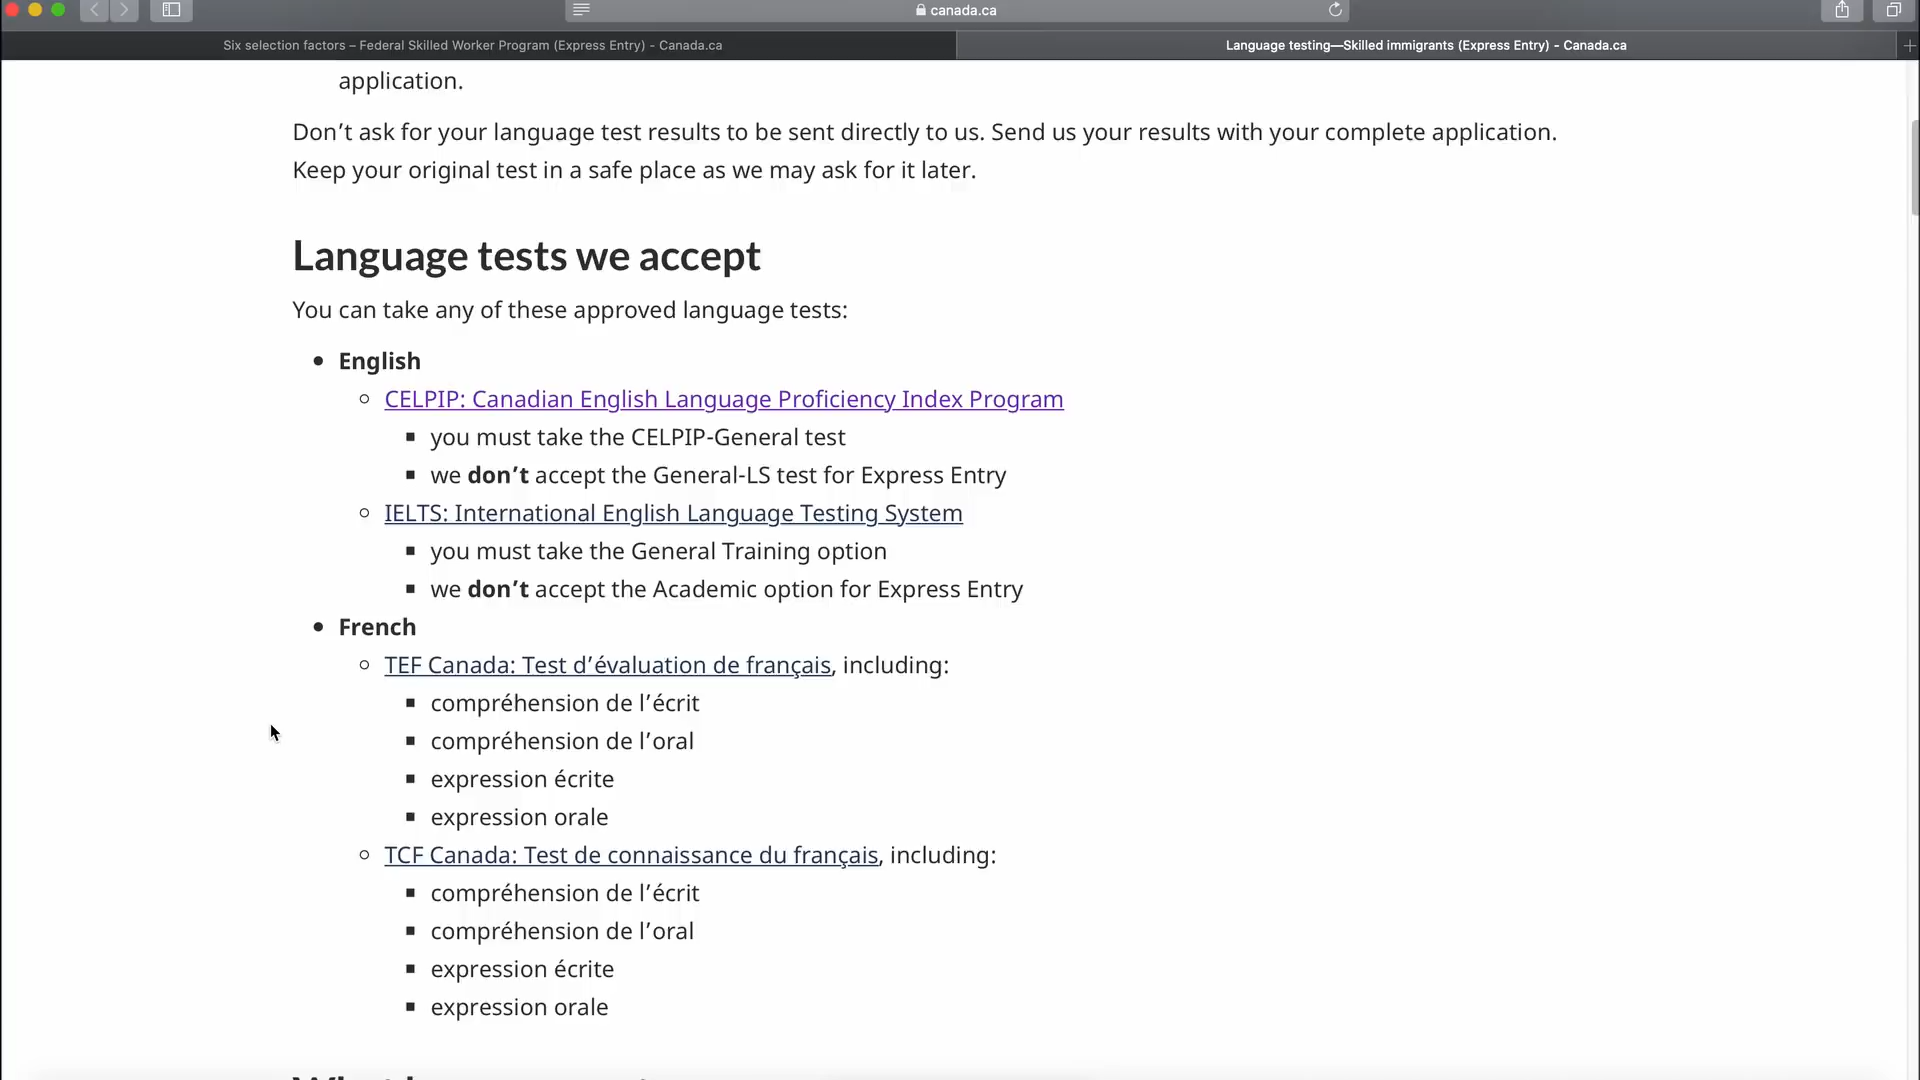 canada.ca
Six selection factors – Federal Skilled Worker Program (Express Entry) - Canada.ca
Language testing—Skilled immigrants (Express Entry) - Canada.ca
application.
Don’t ask for your language test results to be sent directly to us. Send us your results with your complete application.
Keep your original test in a safe place as we may ask for it later.
Language tests we accept
You can take any of these approved language tests:
English
CELPIP: Canadian English Language Proficiency Index Program
you must take the CELPIP-General test
we don’t accept the General-LS test for Express Entry
IELTS: International English Language Testing System
you must take the General Training option
we don’t accept the Academic option for Express Entry
French
TEF Canada: Test d’évaluation de français, including:
compréhension de l’écrit
compréhension de l’oral
expression écrite
expression orale
TCF Canada: Test de connaissance du français, including:
compréhension de l’écrit
compréhension de l’oral
expression écrite
expression orale